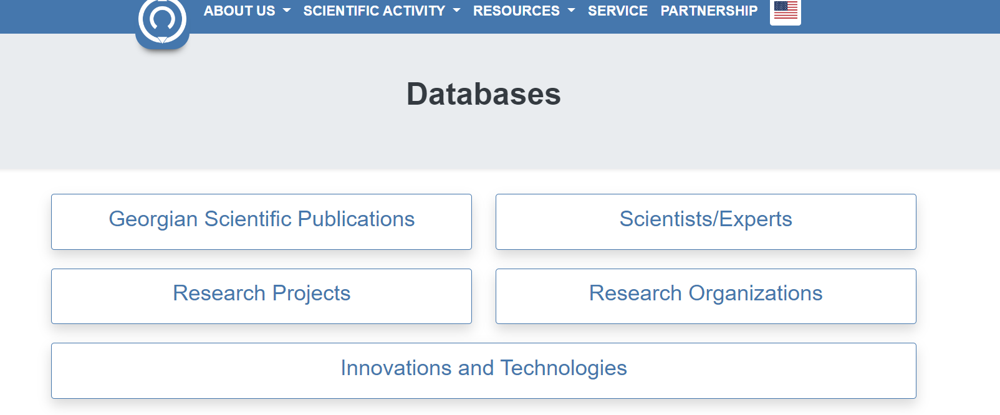 ABOUT US SCIENTIFIC ACTIVITY RESOURCES SERVICE PARTNERSHIP
Databases
Georgian Scientific Publications
Scientists/Experts
Research Projects
Research Organizations
Innovations and Technologies